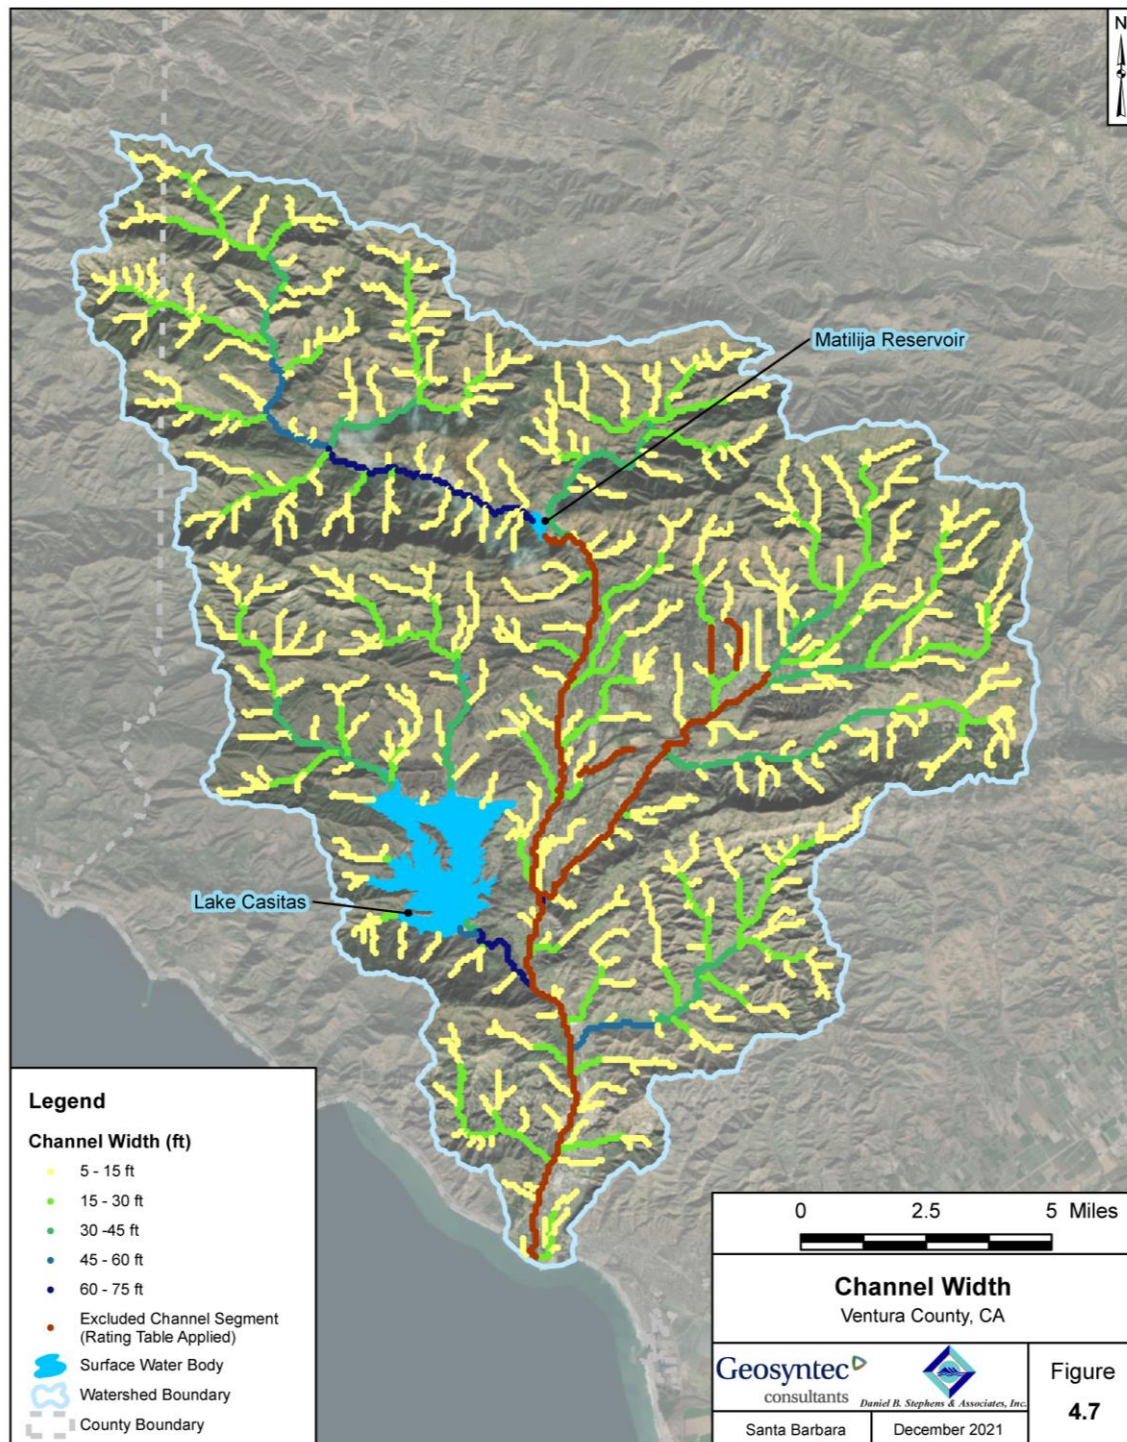 N
Matilija Reservoir
Lake Casitas
Legend
Channel Width (ft)
5 - 15 ft
15 - 30 ft
30 -45 ft
45 - 60 ft
60 - 75 ft
Excluded Channel Segment
(Rating Table Applied)
Surface Water Body
Watershed Boundary
County Boundary
0 2.5 5 Miles
Channel Width
Ventura County, CA
Geosyntec
consultants
Daniel B. Stephens & Associates, Inc.
Santa Barbara
December 2021
Figure
4.7